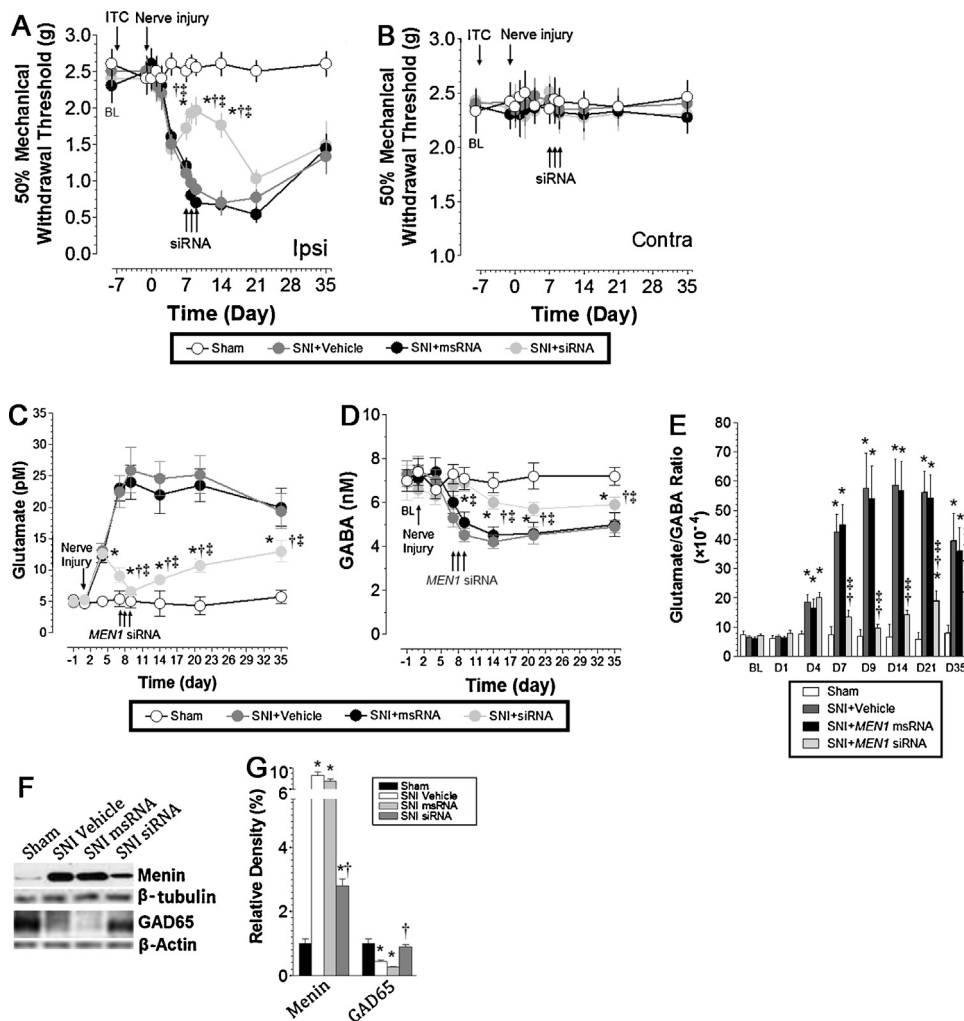 A
ITC
Nerve injury
50% Mechanical
Withdrawal Threshold (g)
3.0
2.5
2.0
1.5
1.0
0.5
0.0
BL
†‡
*
*†‡
*†‡
siRNA
Ipsi
-7 0 7 14 21 28 35
Time (Day)
B
ITC
Nerve injury
50% Mechanical
Withdrawal Threshold (g)
3.0
2.5
2.0
1.5
1.0
BL
siRNA
Contra
-7 0 7 14 21 28 35
Time (Day)
Sham
SNI+Vehicle
SNI+msRNA
SNI+siRNA
C
Glutamate (pM)
35
30
25
20
15
10
5
0
Nerve
Injury
*
*†‡
*†‡
*†‡
*
†‡
MEN1 siRNA
-1 2 5 8 11 14 17 20 23 26 29 32 35
Time (day)
D
GABA (nM)
10
8
6
4
2
0
BL
Nerve
Injury
*‡
*
†‡
*
†‡
*
†‡
MEN1 siRNA
-1 2 5 8 11 14 17 20 23 26 29 32 35
Time (day)
Sham
SNI+Vehicle
SNI+msRNA
SNI+siRNA
E
Glutamate/GABA Ratio
(×10⁻⁴)
80
60
40
20
0
BL D1 D4 D7 D9 D14 D21 D35
Sham
SNI+Vehicle
SNI+MEN1 msRNA
SNI+MEN1 siRNA
F
Sham
SNI Vehicle
SNI msRNA
SNI siRNA
Menin
β-tubulin
GAD65
β-Actin
G
Relative Density (%)
10
6
4
2
0
*
*
*†
*
*
†
Sham
SNI Vehicle
SNI msRNA
SNI siRNA
Menin
GAD65